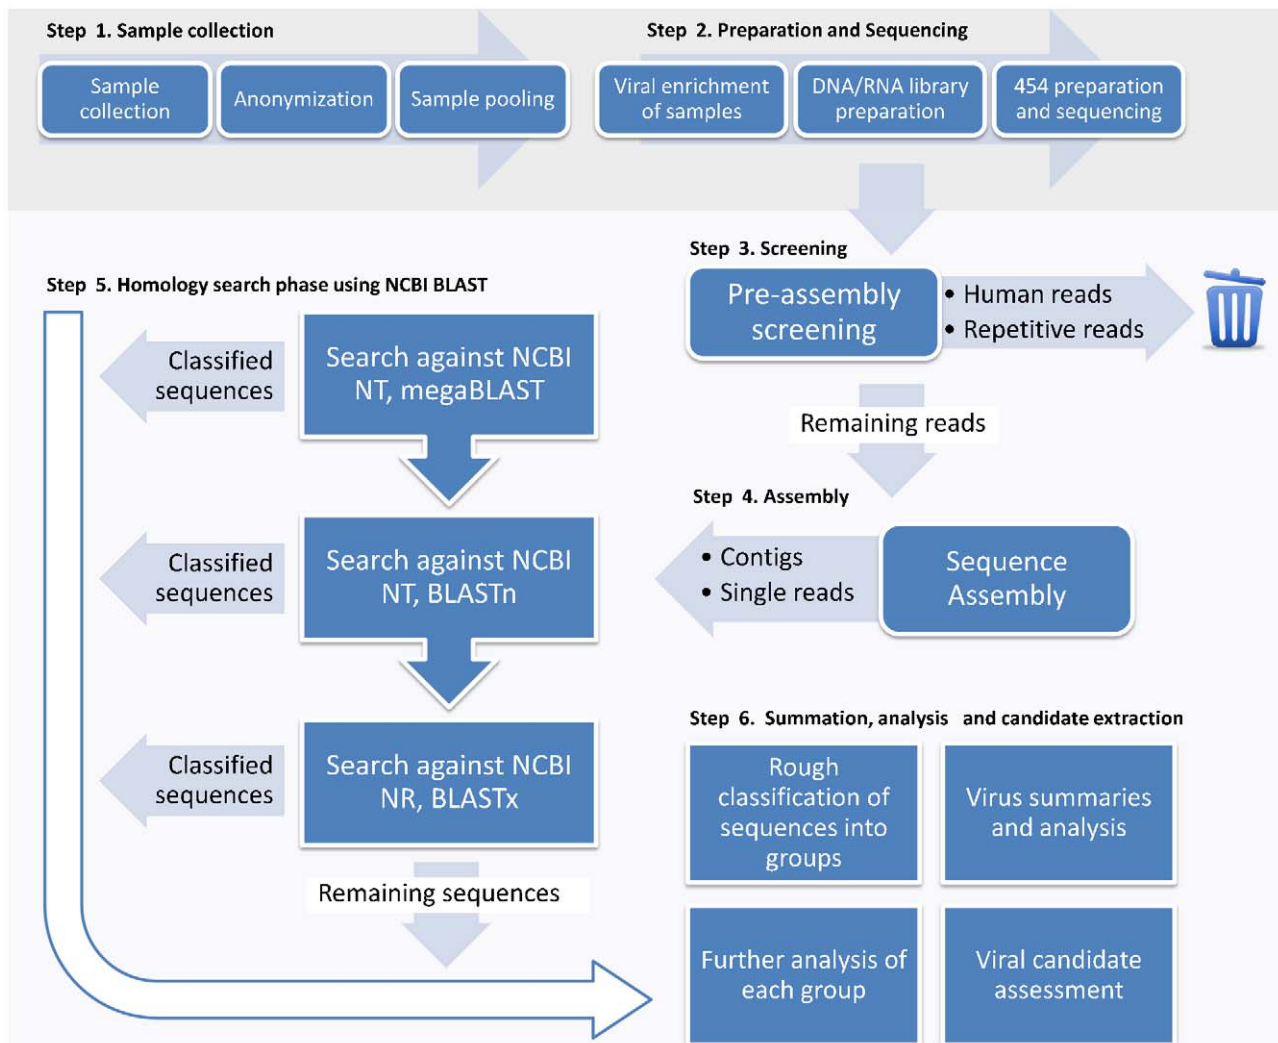 Step 1. Sample collection
Sample
collection
Anonymization
Sample pooling
Step 2. Preparation and Sequencing
Viral enrichment
of samples
DNA/RNA library
preparation
454 preparation
and sequencing
Step 3. Screening
Pre-assembly
screening
• Human reads
• Repetitive reads
Remaining reads
Step 4. Assembly
Sequence
Assembly
• Contigs
• Single reads
Step 5. Homology search phase using NCBI BLAST
Search against NCBI
NT, megaBLAST
Classified
sequences
Search against NCBI
NT, BLASTn
Classified
sequences
Search against NCBI
NR, BLASTx
Classified
sequences
Remaining sequences
Step 6. Summation, analysis and candidate extraction
Rough
classification of
sequences into
groups
Virus summaries
and analysis
Further analysis of
each group
Viral candidate
assessment